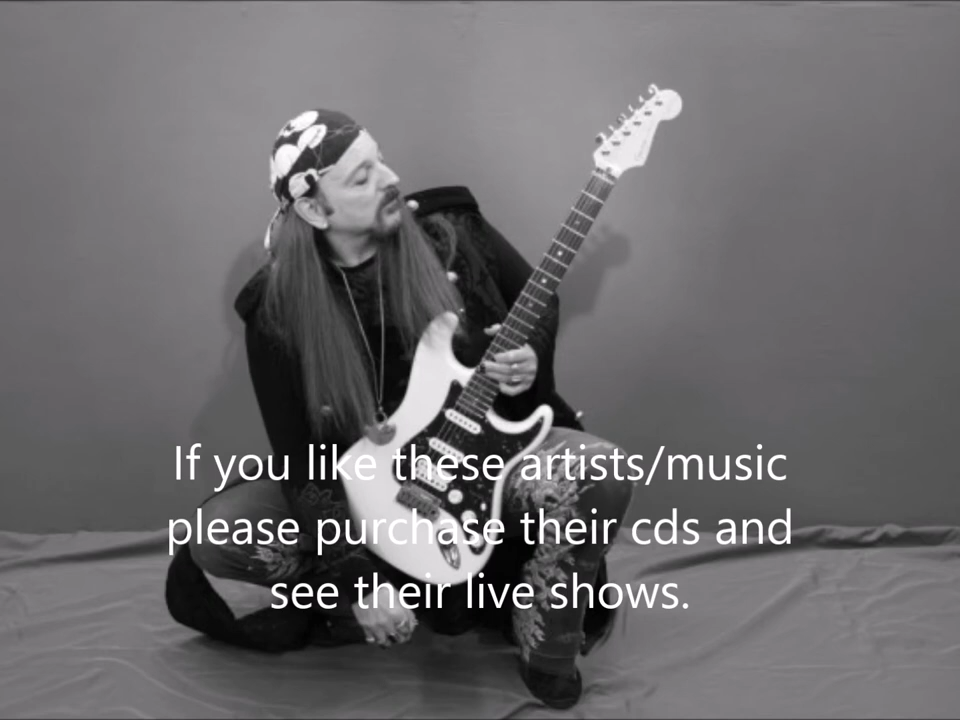 If you like these artists/music
please purchase their cds and
see their live shows.